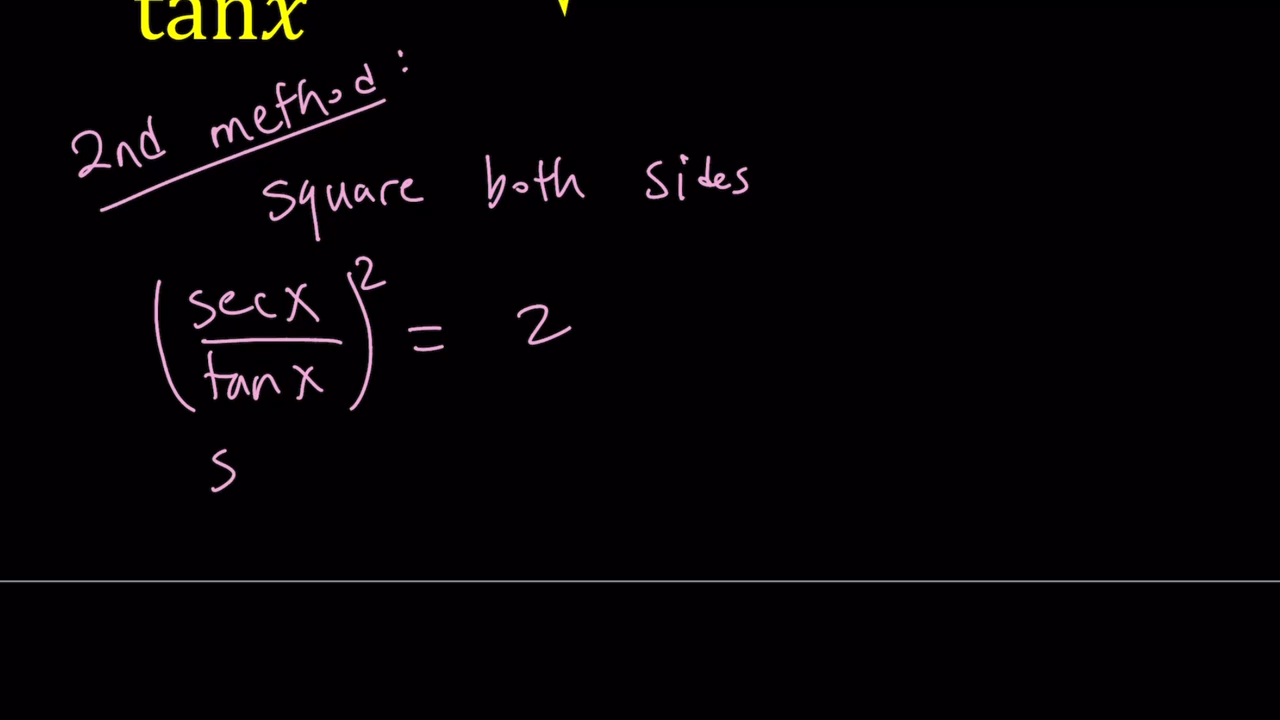 tanx
2nd method:
square both sides
(secx/tanx)² = 2
s